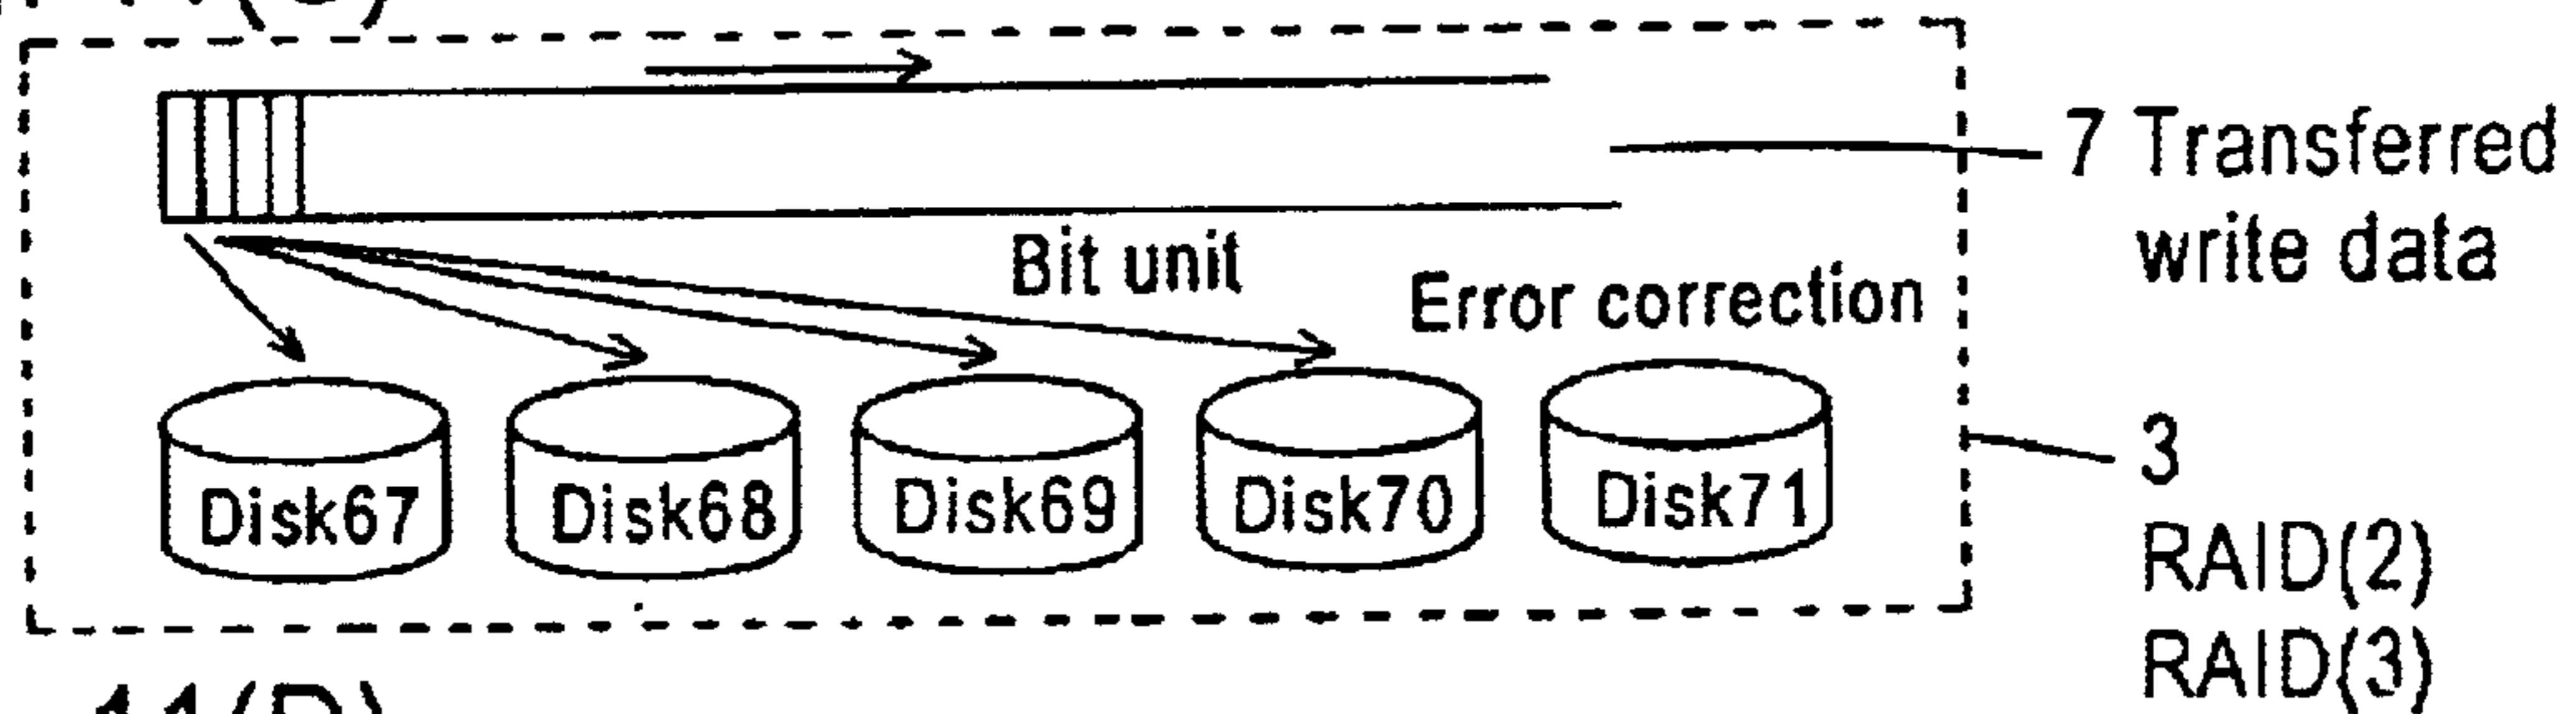 7 Transferred
write data
Bit unit
Error correction
Disk67 Disk68 Disk69 Disk70 Disk71
3
RAID(2)
RAID(3)